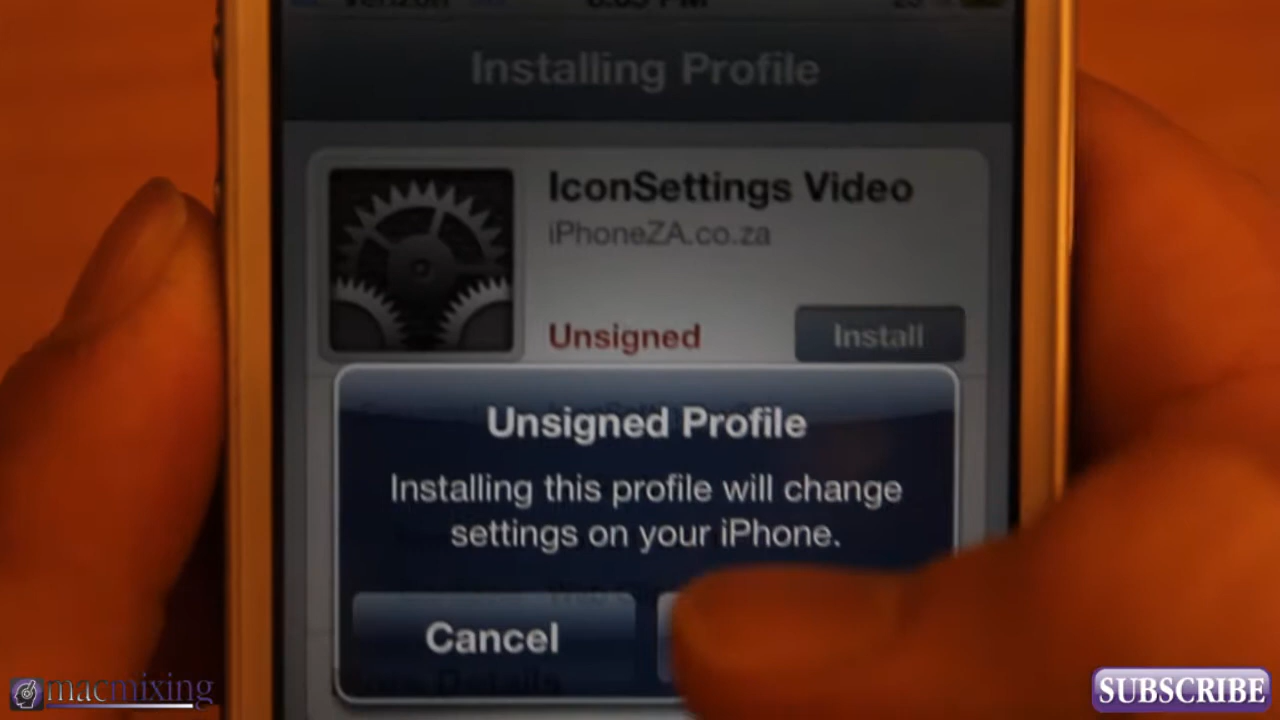 Installing Profile
IconSettings Video
iPhoneZA.co.za
Unsigned
Install
Unsigned Profile
Installing this profile will change
settings on your iPhone.
Cancel
macmixing
SUBSCRIBE